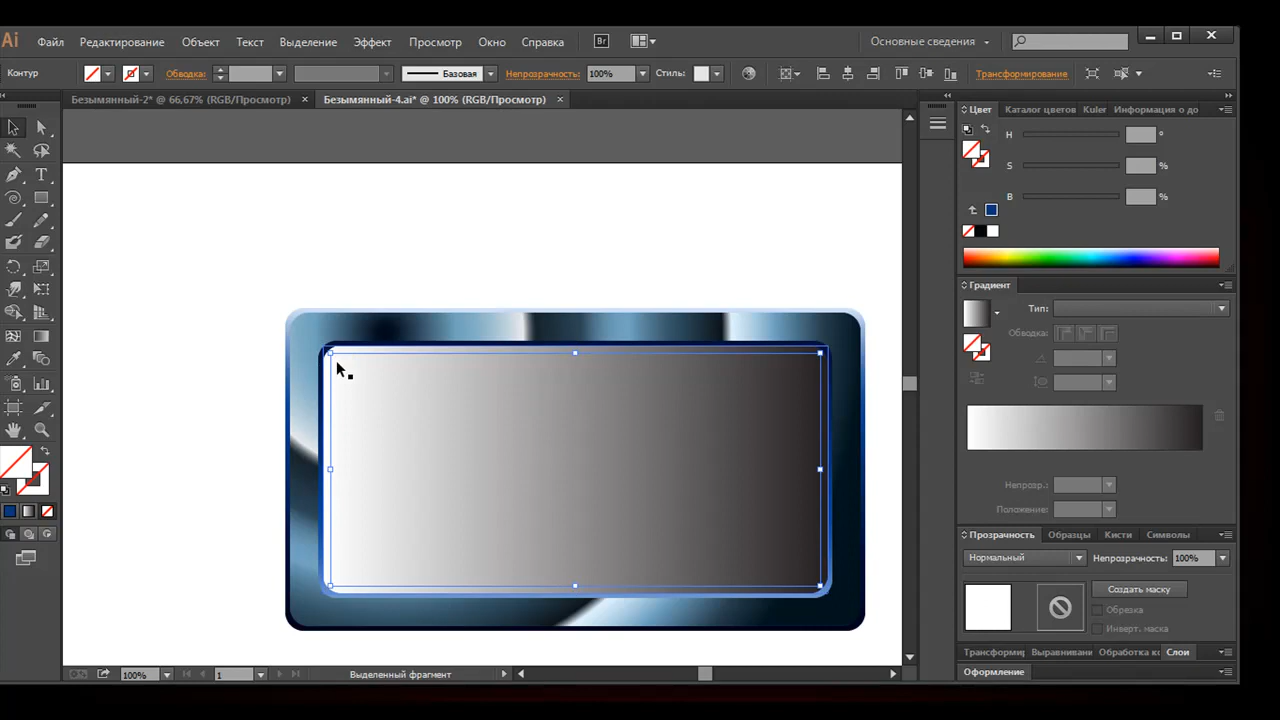 Ai Файл Редактирование Объект Текст Выделение Эффект Просмотр Окно Справка Br Основные сведения
Контур Обводка: Базовая Непрозрачность: 100% Стиль: Трансформирование
Безымянный-2* @ 66,67% (RGB/Просмотр) × Безымянный-4.ai* @ 100% (RGB/Просмотр) ×
Цвет Каталог цветов Kuler Информация о до
H °
S %
B %
Градиент
Тип:
Обводка:
Непрозр.:
Положение:
Прозрачность Образцы Кисти Символы
Нормальный Непрозрачность: 100%
Создать маску
Обрезка
Инверт. маска
Трансформир Выравнивани Обработка кс Слои
Оформление
100% 1 Выделенный фрагмент